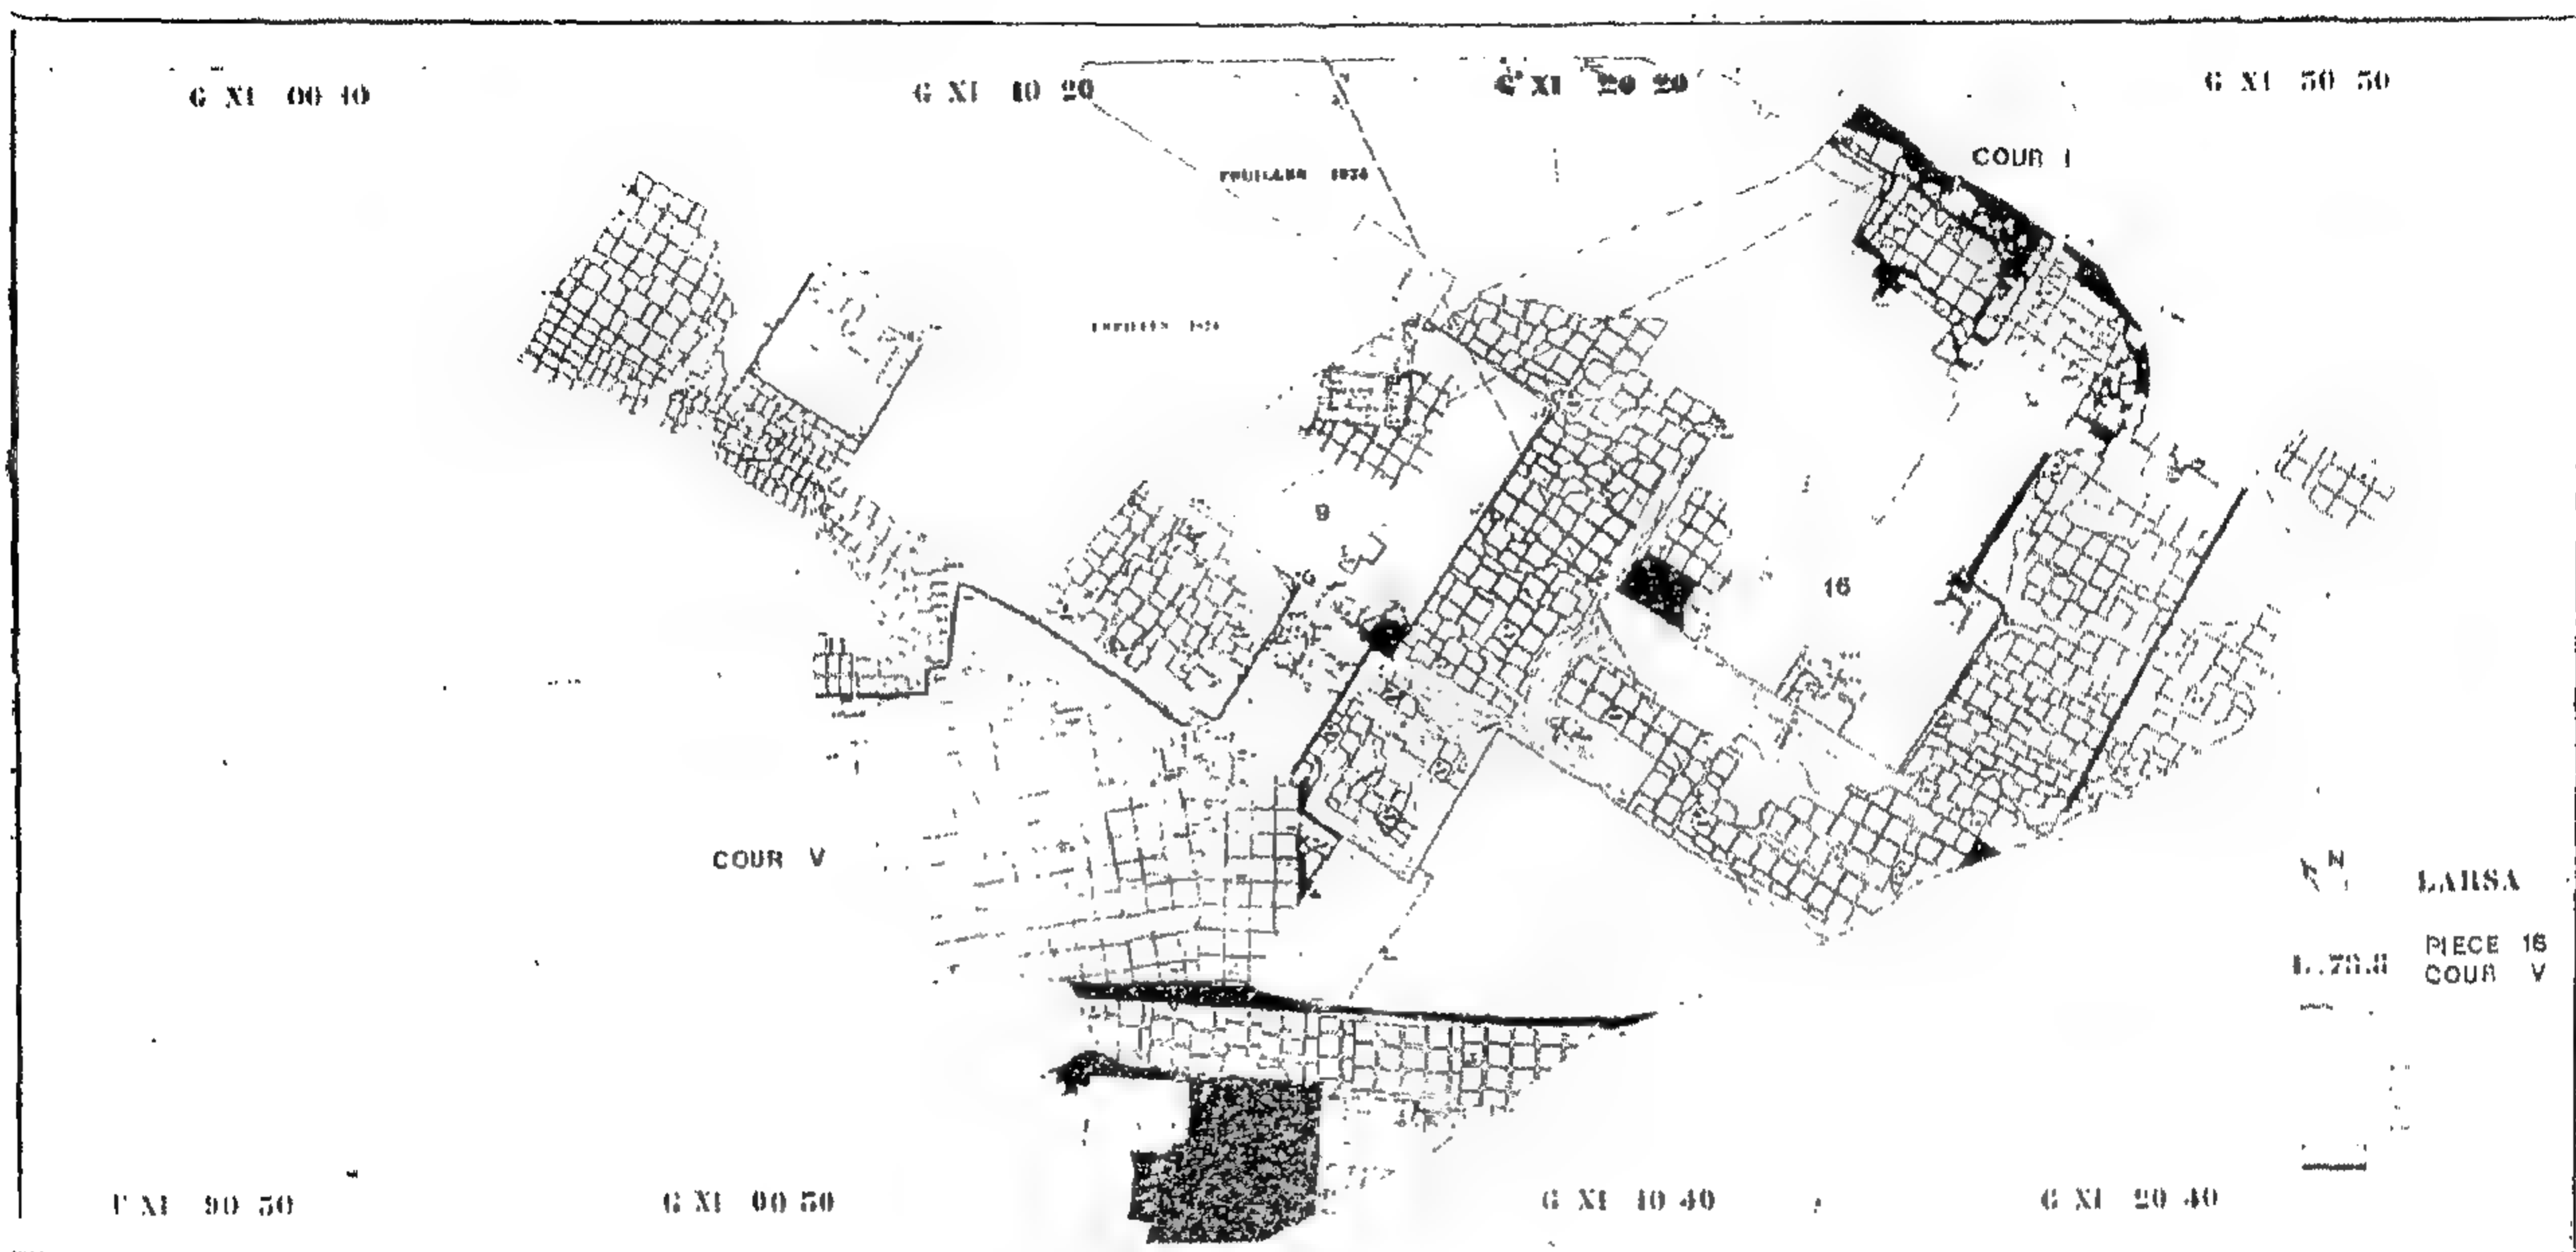 G XI 00 40
G XI 10 20
G XI 20 20
G XI 30 30
COUR I
9
16
COUR V
N
LARSA
PIECE 16
COUR V
G XI 00 30
G XI 10 40
G XI 20 40